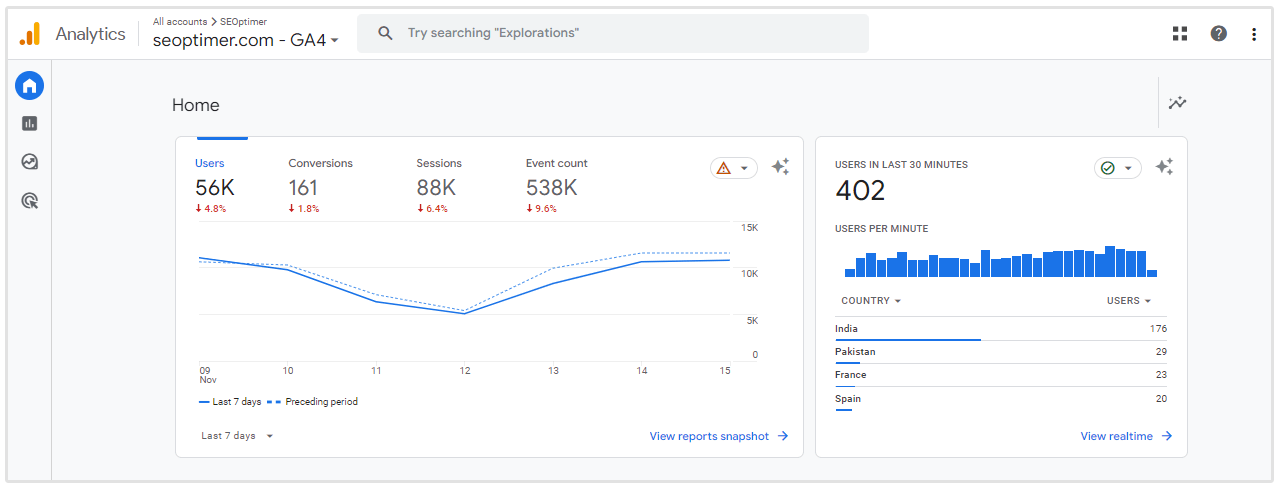 All accounts > SEOptimer
Analytics
seoptimer.com - GA4
Try searching "Explorations"
Home
Users Conversions Sessions Event count
56K 161 88K 538K
4.8% 1.8% 6.4% 9.6%
15K
10K
5K
0
09 10 11 12 13 14 15
Nov
Last 7 days Preceding period
Last 7 days
View reports snapshot
USERS IN LAST 30 MINUTES
402
USERS PER MINUTE
COUNTRY USERS
India 176
Pakistan 29
France 23
Spain 20
View realtime